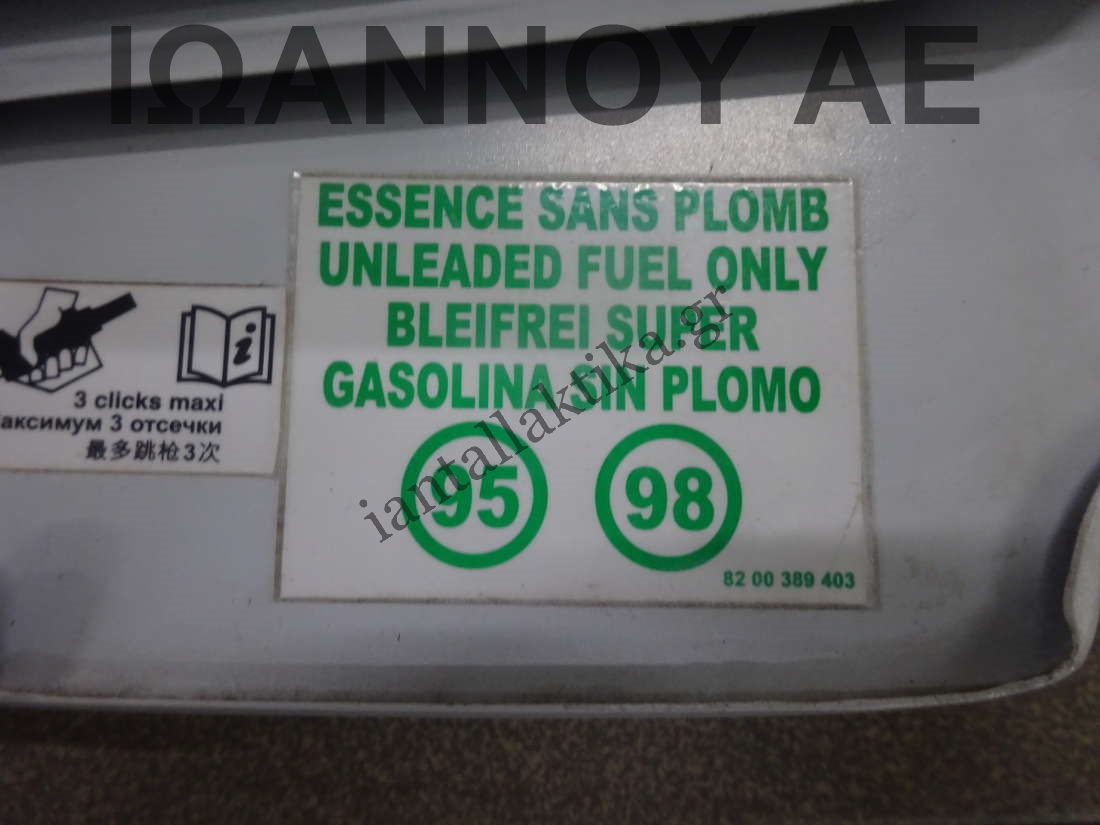 ΙΩΑΝΝΟΥ ΑΕ
ESSENCE SANS PLOMB
UNLEADED FUEL ONLY
BLEIFREI SUPER
GASOLINA SIN PLOMO
95 98
82 00 389 403
3 clicks maxi
аксимум 3 отсечки
最多跳枪3次
iantallaktika.gr